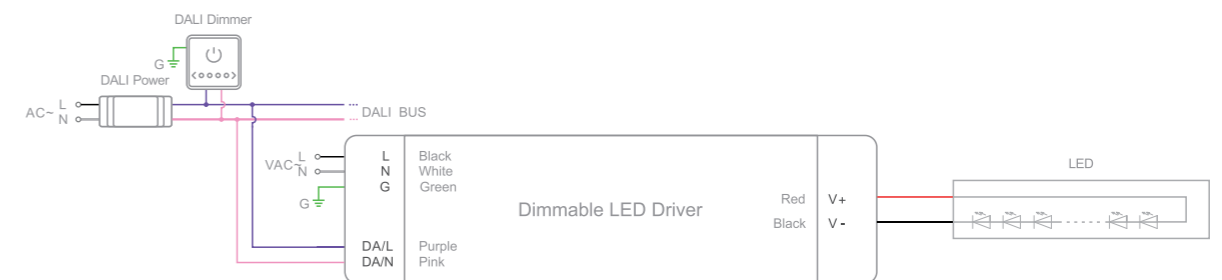 DALI Dimmer
G
DALI Power
AC~ L
N
DALI BUS
VAC~ L
N
G
L Black
N White
G Green
DA/L Purple
DA/N Pink
Dimmable LED Driver
Red V+
Black V-
LED